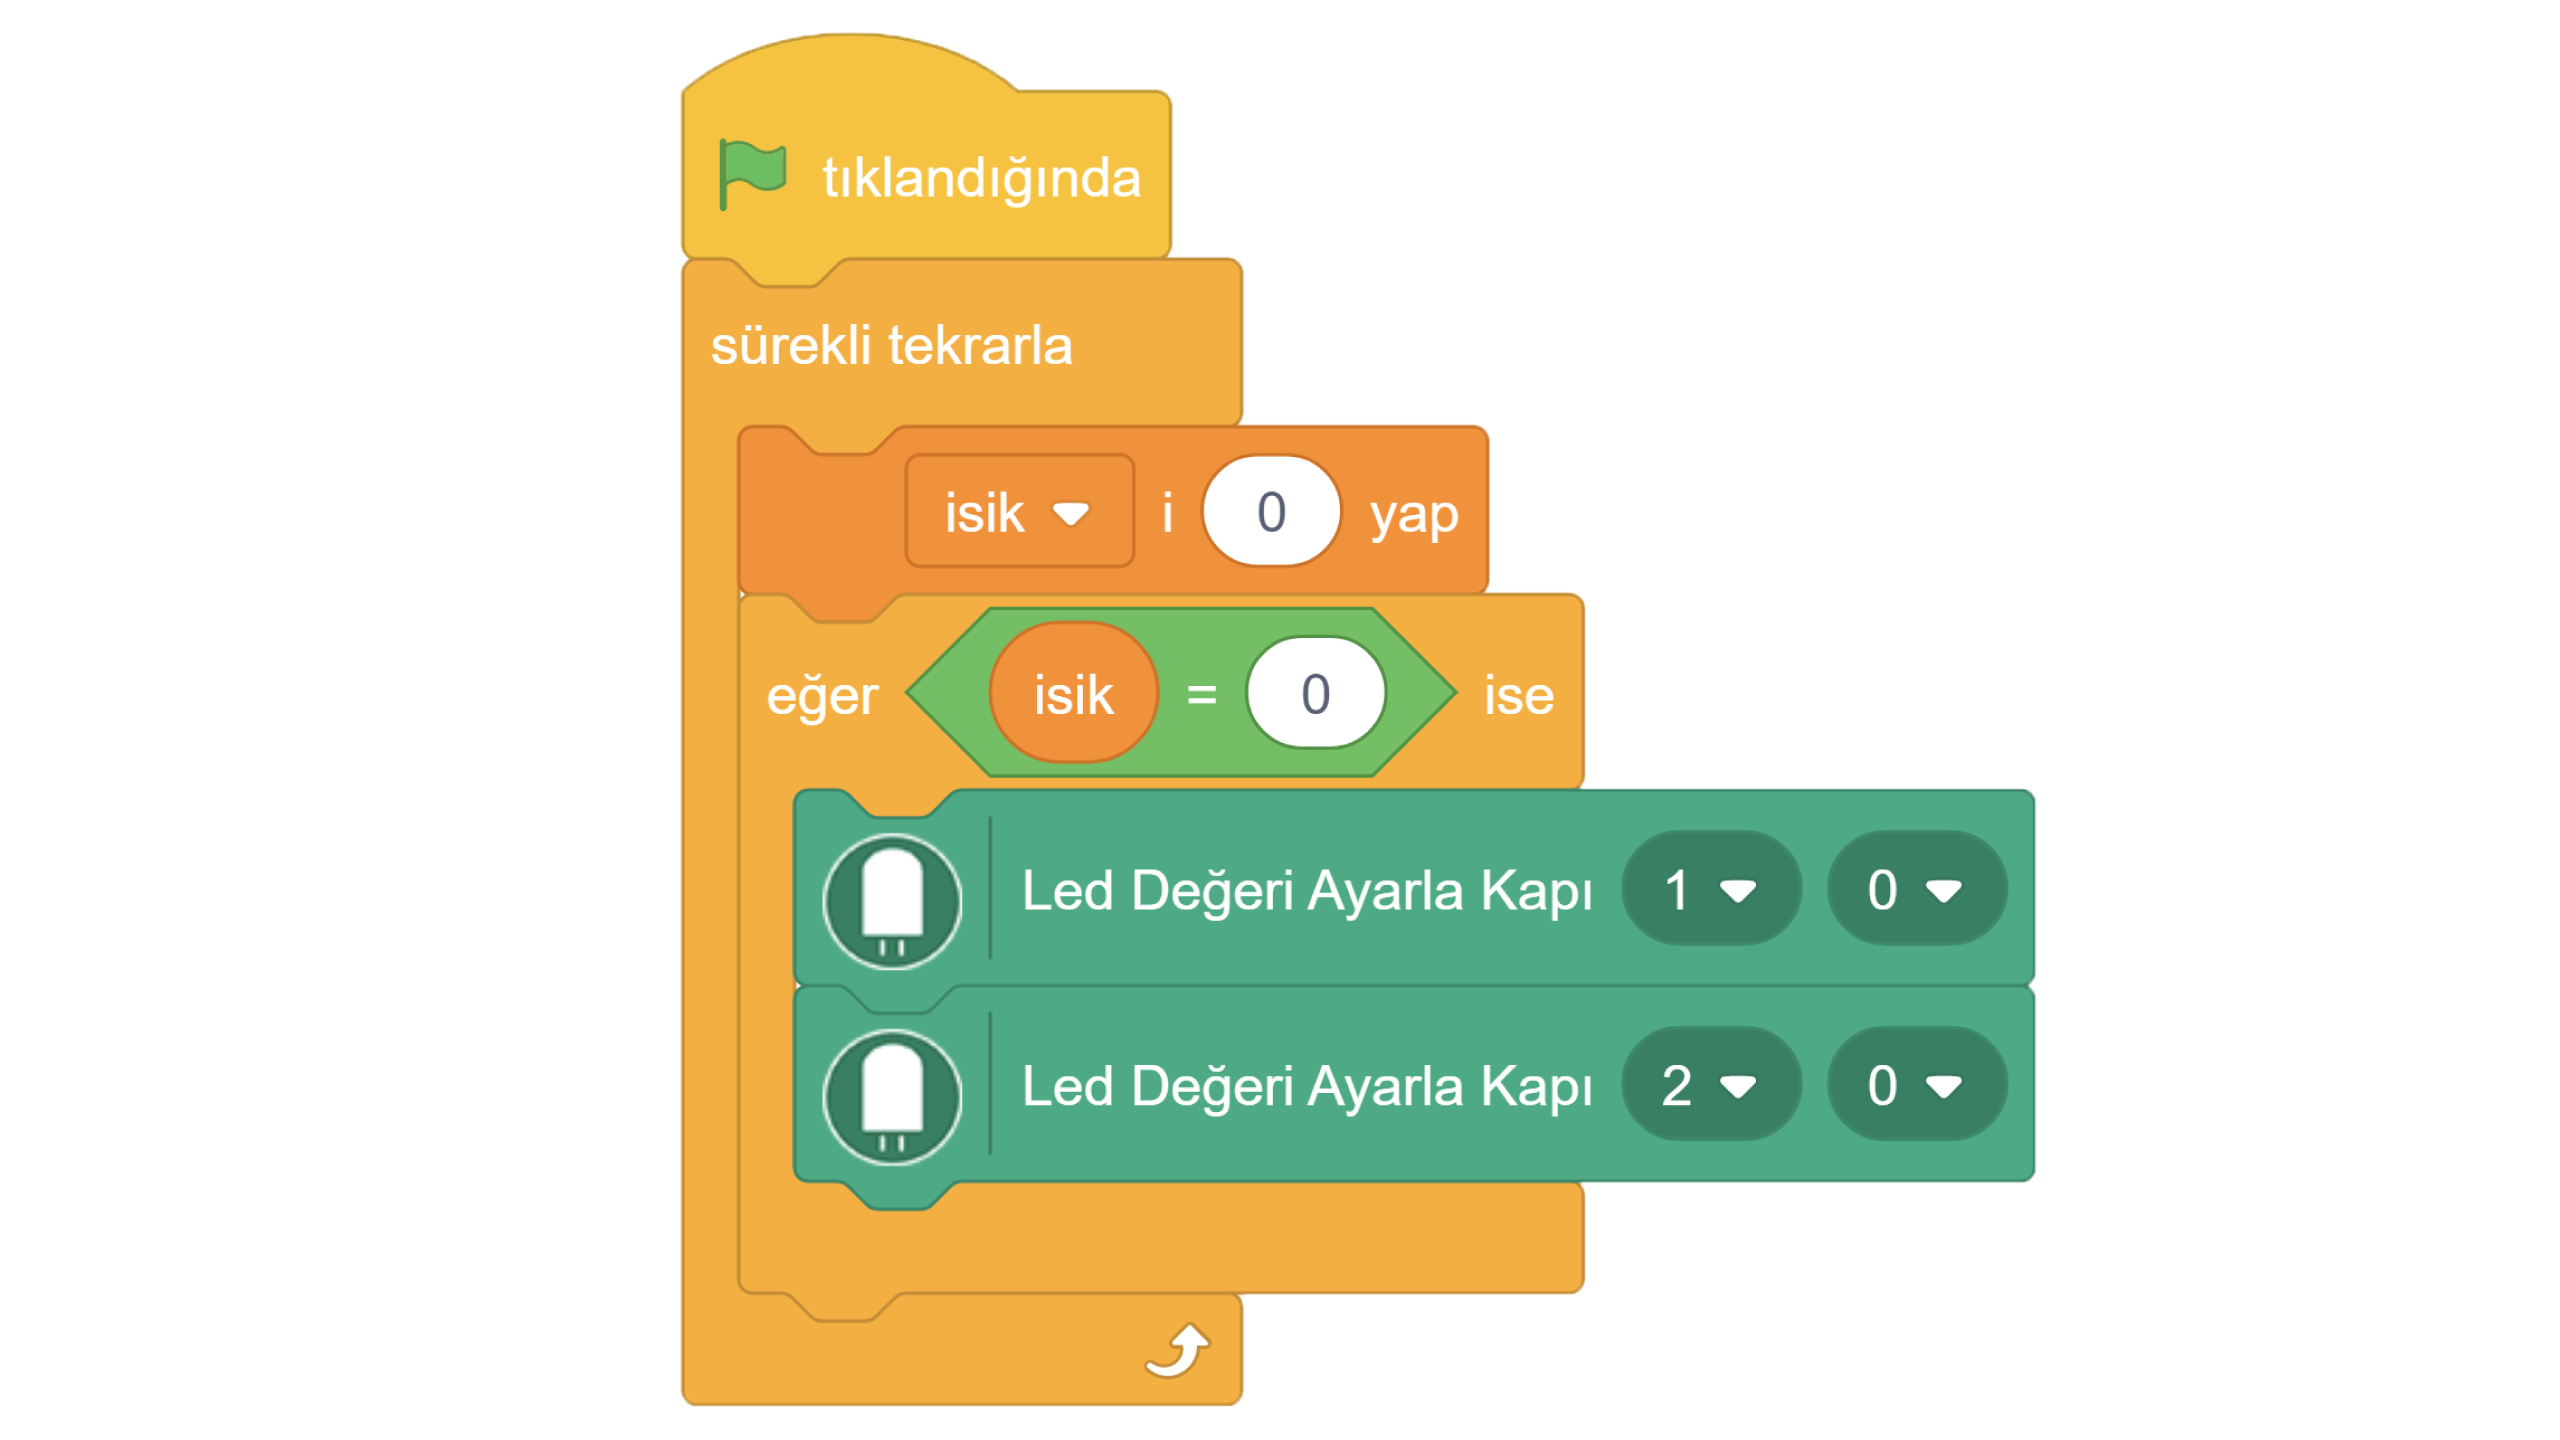 tıklandığında
sürekli tekrarla
isik i 0 yap
eğer isik = 0 ise
Led Değeri Ayarla Kapı 1 0
Led Değeri Ayarla Kapı 2 0